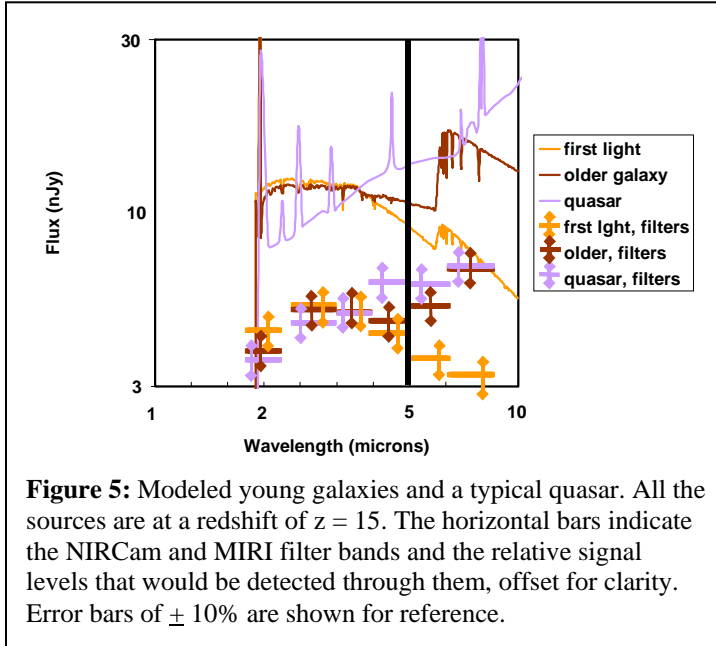 30
10
3
Flux (nJy)
1
2
5
10
Wavelength (microns)
first light
older galaxy
quasar
frst lght, filters
older, filters
quasar, filters
Figure 5: Modeled young galaxies and a typical quasar. All the
sources are at a redshift of z = 15. The horizontal bars indicate
the NIRCam and MIRI filter bands and the relative signal
levels that would be detected through them, offset for clarity.
Error bars of ± 10% are shown for reference.